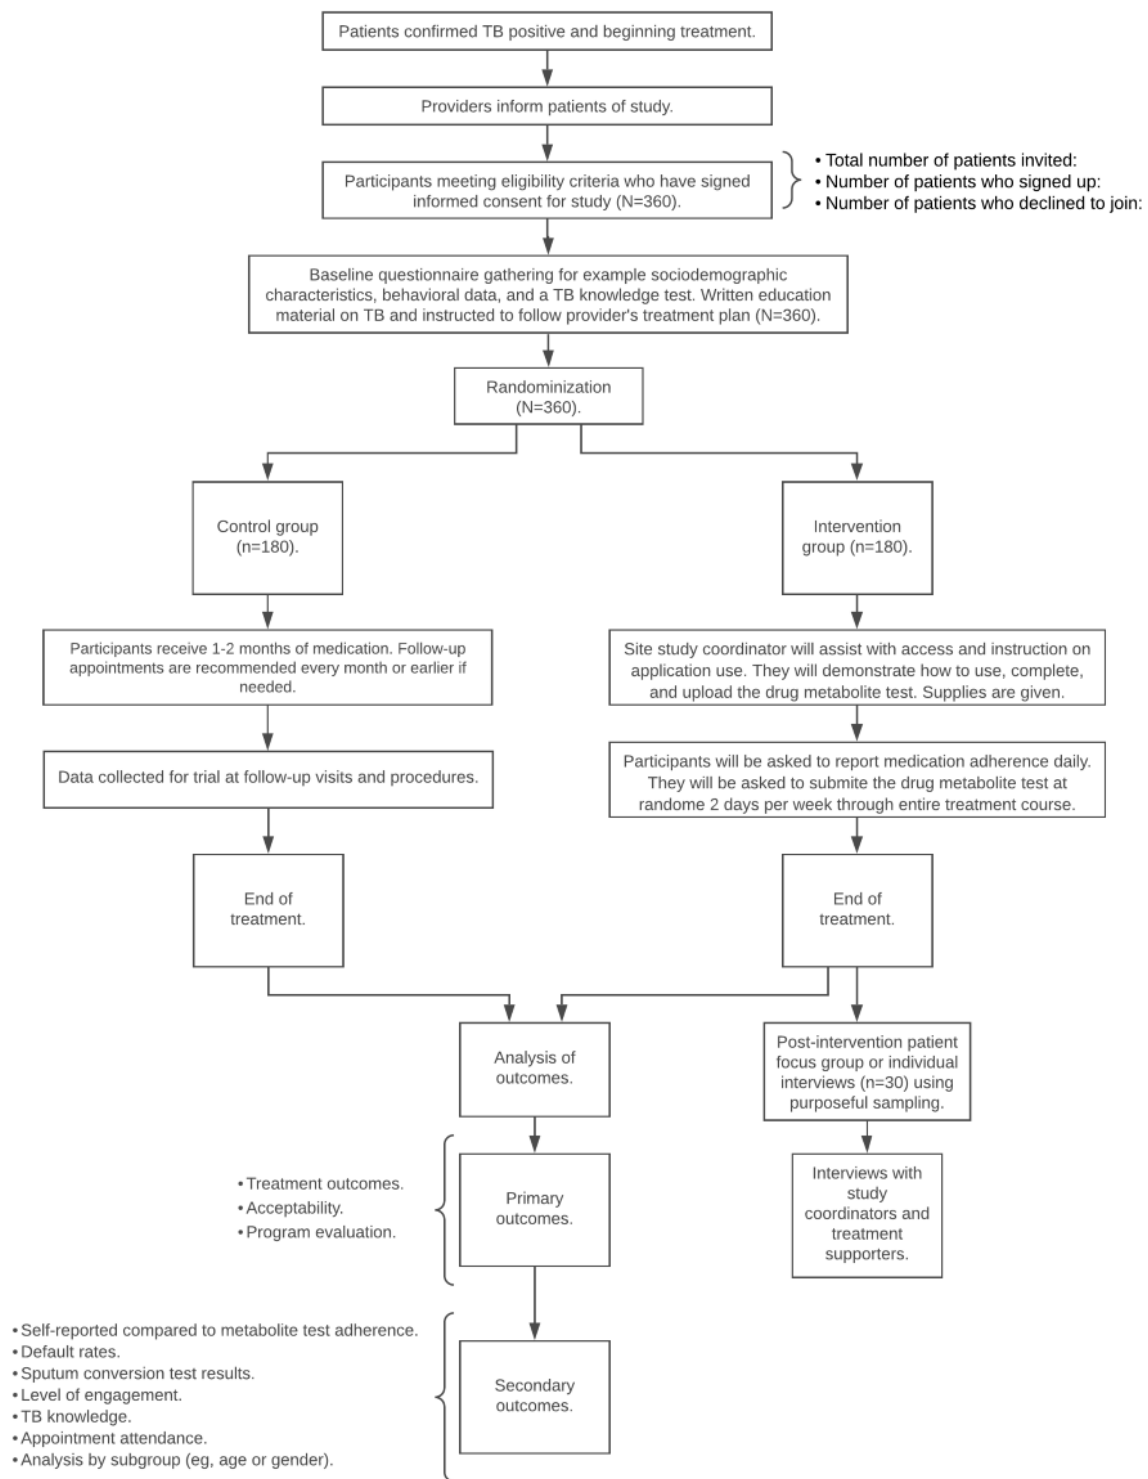 Patients confirmed TB positive and beginning treatment.
Providers inform patients of study.
Participants meeting eligibility criteria who have signed
informed consent for study (N=360).
• Total number of patients invited:
• Number of patients who signed up:
• Number of patients who declined to join:
Baseline questionnaire gathering for example sociodemographic
characteristics, behavioral data, and a TB knowledge test. Written education
material on TB and instructed to follow provider's treatment plan (N=360).
Randominization
(N=360).
Control group
(n=180).
Intervention
group (n=180).
Participants receive 1-2 months of medication. Follow-up
appointments are recommended every month or earlier if
needed.
Site study coordinator will assist with access and instruction on
application use. They will demonstrate how to use, complete,
and upload the drug metabolite test. Supplies are given.
Data collected for trial at follow-up visits and procedures.
Participants will be asked to report medication adherence daily.
They will be asked to submite the drug metabolite test at
randome 2 days per week through entire treatment course.
End of
treatment.
End of
treatment.
Analysis of
outcomes.
Post-intervention patient
focus group or individual
interviews (n=30) using
purposeful sampling.
• Treatment outcomes.
• Acceptability.
• Program evaluation.
Primary
outcomes.
Interviews with
study
coordinators and
treatment
supporters.
• Self-reported compared to metabolite test adherence.
• Default rates.
• Sputum conversion test results.
• Level of engagement.
• TB knowledge.
• Appointment attendance.
• Analysis by subgroup (eg, age or gender).
Secondary
outcomes.